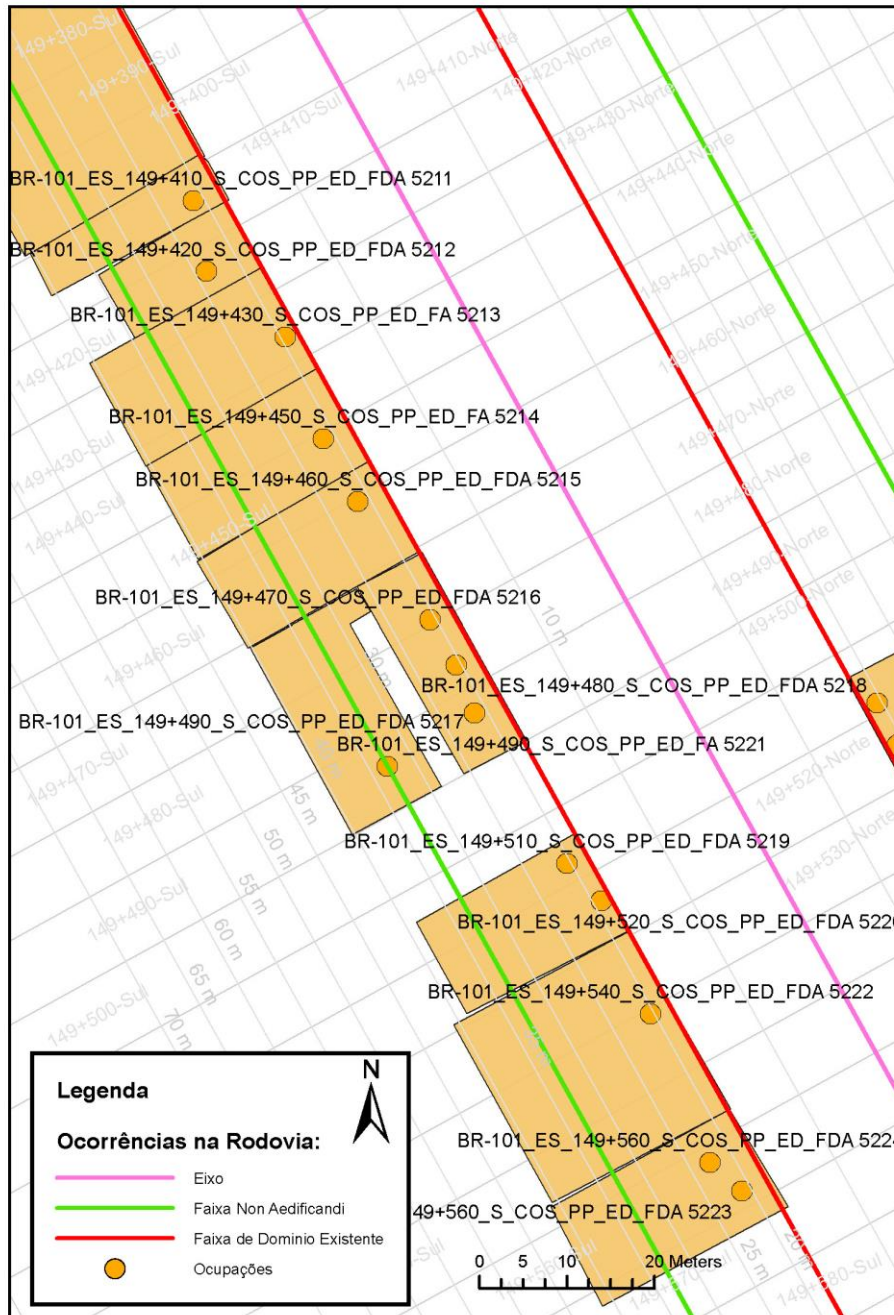 149+380-Sul
149+390-Sul
149+400-Sul
149+410-Sul
149+410-Norte
149+420-Norte
149+430-Norte
149+440-Norte
149+450-Norte
149+460-Norte
149+470-Norte
149+490-Norte
149+500-Norte
149+520-Norte
149+530-Norte
BR-101_ES_149+410_S_COS_PP_ED_FDA 5211
BR-101_ES_149+420_S_COS_PP_ED_FDA 5212
BR-101_ES_149+430_S_COS_PP_ED_FA 5213
149+420-Sul
BR-101_ES_149+450_S_COS_PP_ED_FA 5214
149+430-Sul
BR-101_ES_149+460_S_COS_PP_ED_FDA 5215
149+440-Sul
149+450-Sul
BR-101_ES_149+470_S_COS_PP_ED_FDA 5216
10 m
149+460-Sul
30 m
BR-101_ES_149+480_S_COS_PP_ED_FDA 5218
BR-101_ES_149+490_S_COS_PP_ED_FDA 5217
BR-101_ES_149+490_S_COS_PP_ED_FA 5221
149+470-Sul
45 m
149+480-Sul
50 m
BR-101_ES_149+510_S_COS_PP_ED_FDA 5219
55 m
149+490-Sul
60 m
BR-101_ES_149+520_S_COS_PP_ED_FDA 5220
65 m
BR-101_ES_149+540_S_COS_PP_ED_FDA 5222
149+500-Sul
70 m
BR-101_ES_149+560_S_COS_PP_ED_FDA 5224
49+560_S_COS_PP_ED_FDA 5223
25 m
20 m
Legenda
N
Ocorrências na Rodovia:
Eixo
Faixa Non Aedificandi
Faixa de Dominio Existente
Ocupações
0 5 10 20 Meters